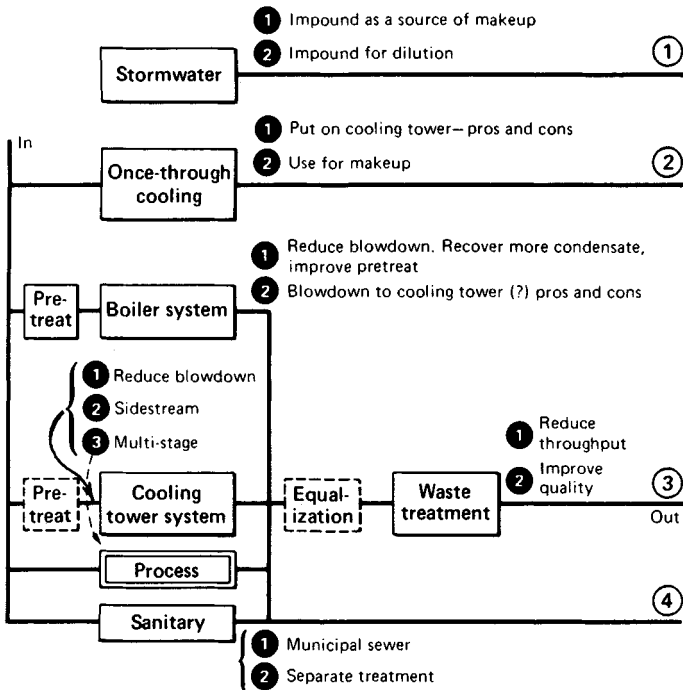 1 Impound as a source of makeup
2 Impound for dilution
Stormwater
1
In
1 Put on cooling tower—pros and cons
2 Use for makeup
Once-through
cooling
2
1 Reduce blowdown. Recover more condensate,
improve pretreat
2 Blowdown to cooling tower (?) pros and cons
Pre-
treat
Boiler system
1 Reduce blowdown
2 Sidestream
3 Multi-stage
1 Reduce
throughput
2 Improve
quality
Pre-
treat
Cooling
tower system
Equal-
ization
Waste
treatment
3
Out
Process
Sanitary
4
1 Municipal sewer
2 Separate treatment